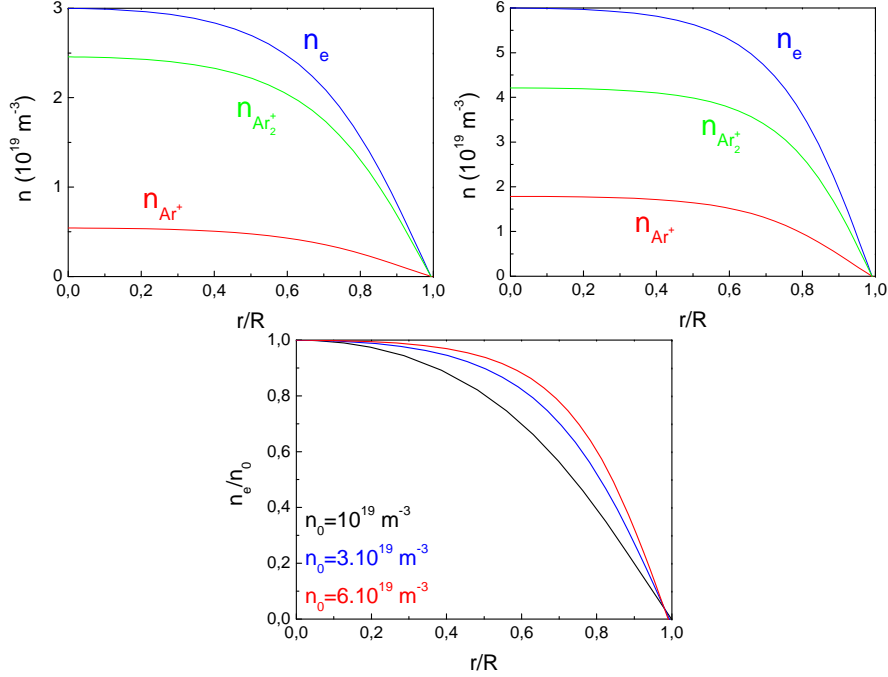 3
2
1
0
n (10^19 m^-3)
n_e
n_Ar2^+
n_Ar^+
0,0 0,2 0,4 0,6 0,8 1,0
r/R
6
5
4
3
2
1
0
n (10^19 m^-3)
n_e
n_Ar2^+
n_Ar^+
0,0 0,2 0,4 0,6 0,8 1,0
r/R
1,0
0,8
0,6
0,4
0,2
0,0
n_e/n_0
n_0=10^19 m^-3
n_0=3.10^19 m^-3
n_0=6.10^19 m^-3
0,0 0,2 0,4 0,6 0,8 1,0
r/R